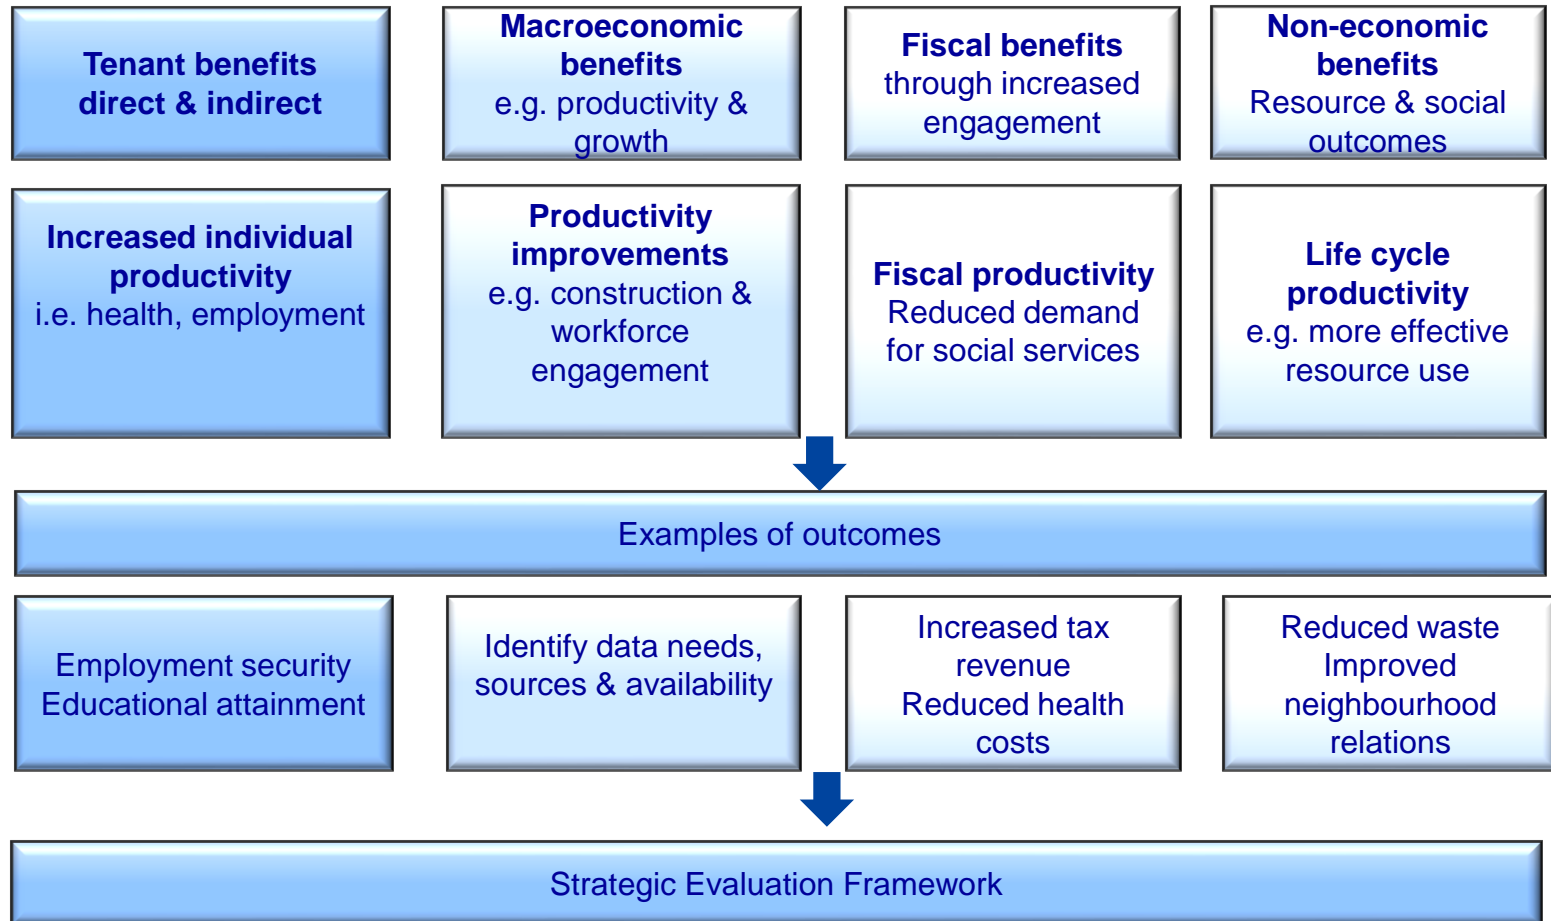 Tenant benefits
direct & indirect
Macroeconomic
benefits
e.g. productivity &
growth
Fiscal benefits
through increased
engagement
Non-economic
benefits
Resource & social
outcomes
Increased individual
productivity
i.e. health, employment
Productivity
improvements
e.g. construction &
workforce
engagement
Fiscal productivity
Reduced demand
for social services
Life cycle
productivity
e.g. more effective
resource use
Examples of outcomes
Employment security
Educational attainment
Identify data needs,
sources & availability
Increased tax
revenue
Reduced health
costs
Reduced waste
Improved
neighbourhood
relations
Strategic Evaluation Framework